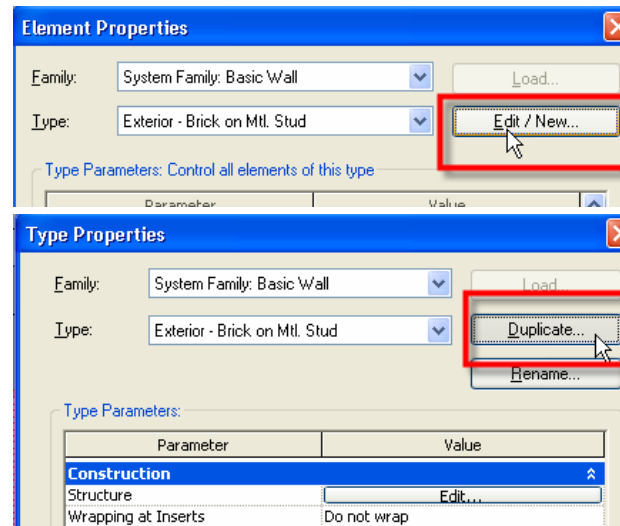 Element Properties
Family: System Family: Basic Wall Load...
Type: Exterior - Brick on Mtl. Stud Edit / New...
Type Parameters: Control all elements of this type
Parameter Value
Type Properties
Family: System Family: Basic Wall Load...
Type: Exterior - Brick on Mtl. Stud Duplicate...
Rename...
Type Parameters:
Parameter Value
Construction
Structure Edit...
Wrapping at Inserts Do not wrap